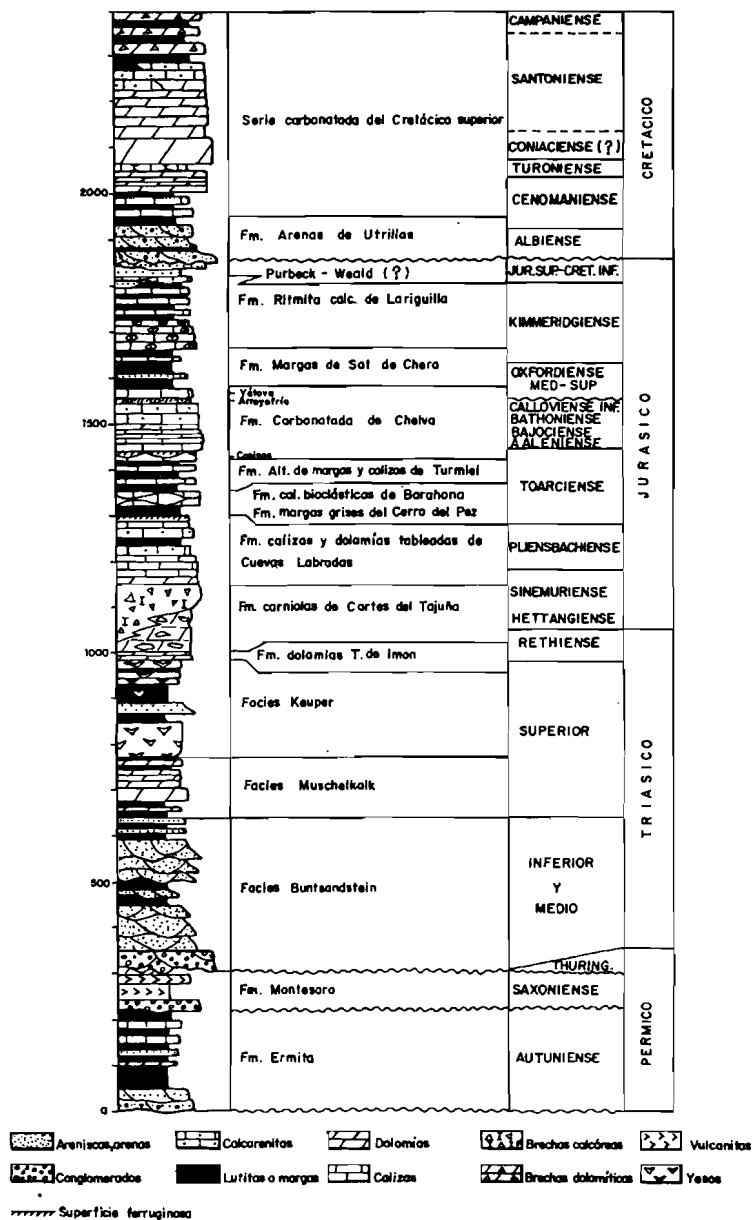 CAMPANIENSE
SANTONIENSE
Serie carbonatada del Cretácico superior
CONIACIENSE (?)
TURONIENSE
2000
CENOMANIENSE
CRETACICO
Fm. Arenas de Utrillas
ALBIENSE
Purbeck - Weald (?)
JUR.SUP-CRET. INF.
Fm. Ritmita calc. de Lariguilla
KIMMERIDGIENSE
Fm. Margas de Sot de Chera
OXFORDIENSE
MED-SUP
Yátova
Arroyofrío
1500
Fm. Carbonatada de Chelva
CALLOVIENSE INF.
BATHONIENSE
BAJOCIENSE
AALENIENSE
Casinos
Fm. Alt. de margas y calizas de Turmiel
TOARCIENSE
JURASICO
Fm. cal. bioclásticas de Barahona
Fm. margas grises del Cerro del Pez
Fm. calizas y dolomías tableadas de
Cuevas Labradas
PLIENSBACHIENSE
SINEMURIENSE
Fm. carniolas de Cortes del Tajuña
HETTANGIENSE
1000
RETHIENSE
Fm. dolomías T. de Imon
Facies Keuper
SUPERIOR
Facies Muschelkalk
TRIASICO
500
Facies Buntsandstein
INFERIOR
Y
MEDIO
THURING.
Fm. Montesoro
SAXONIENSE
Fm. Ermita
AUTUNIENSE
PERMICO
0
Areniscas, arenas
Calcarenitas
Dolomías
Brechas calcáreas
Vulcanitas
Conglomerados
Lutitas o margas
Calizas
Brechas dolomíticas
Yesos
Superficie ferruginosa